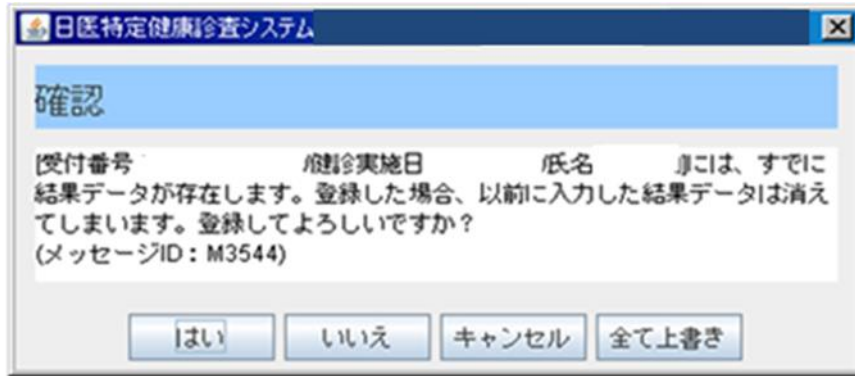 日医特定健康診査システム
確認
[受付番号 /健診実施日 /氏名 ]には、すでに
結果データが存在します。登録した場合、以前に入力した結果データは消え
てしまいます。登録してよろしいですか？
(メッセージID：M3544)
はい いいえ キャンセル 全て上書き